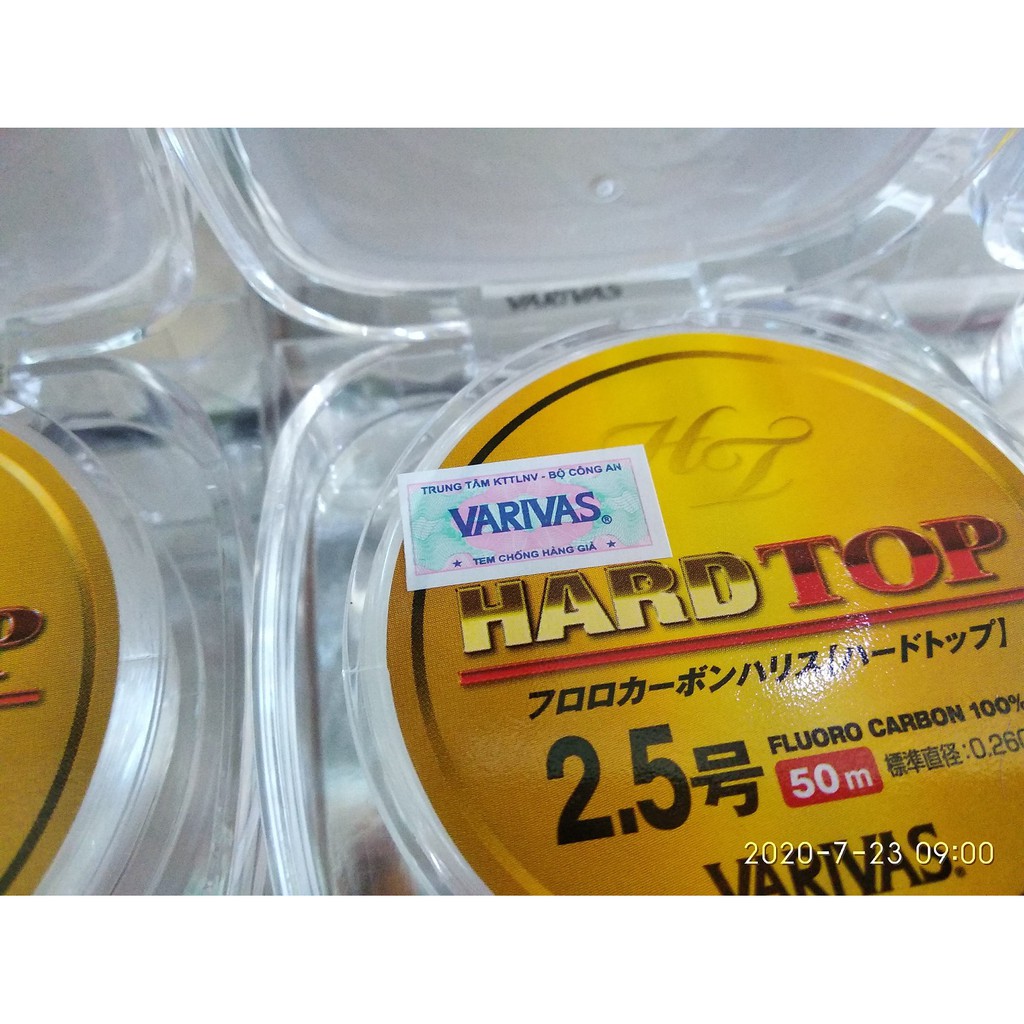 VARIVAS
HT
TRUNG TÂM KTTLNV - BỘ CÔNG AN
VARIVAS®
★ TEM CHỐNG HÀNG GIẢ ★
HARD TOP
フロロカーボンハリス【ハードトップ】
2.5号
FLUORO CARBON 100%
50m
標準直径:0.260
VARIVAS®
2020-7-23 09:00
P